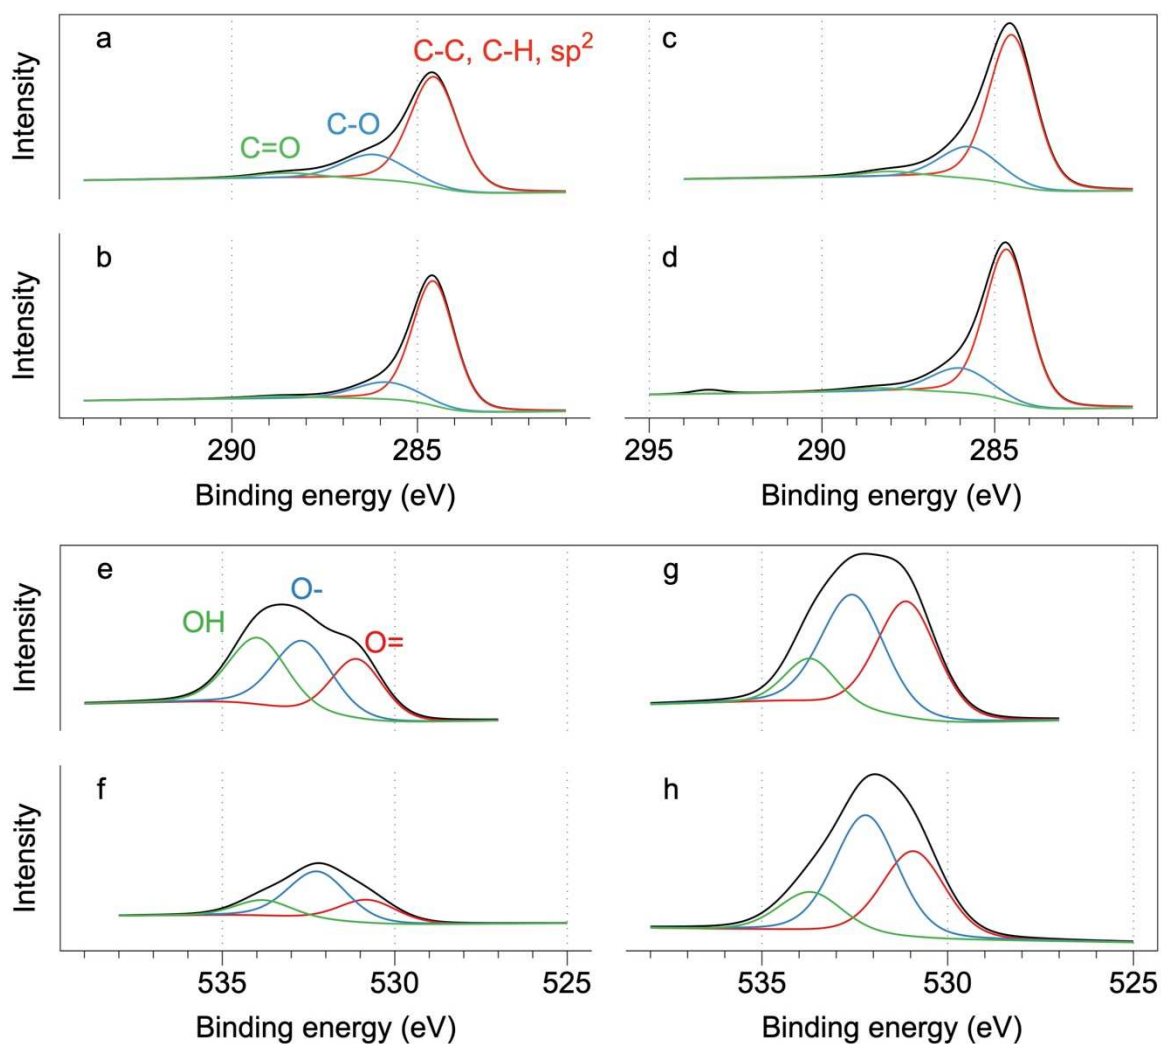 a
C-C, C-H, sp²
C-O
C=O
Intensity
c
b
Intensity
d
290
285
295
290
285
Binding energy (eV)
Binding energy (eV)
e
O-
OH
O=
Intensity
g
f
Intensity
h
535
530
525
535
530
525
Binding energy (eV)
Binding energy (eV)